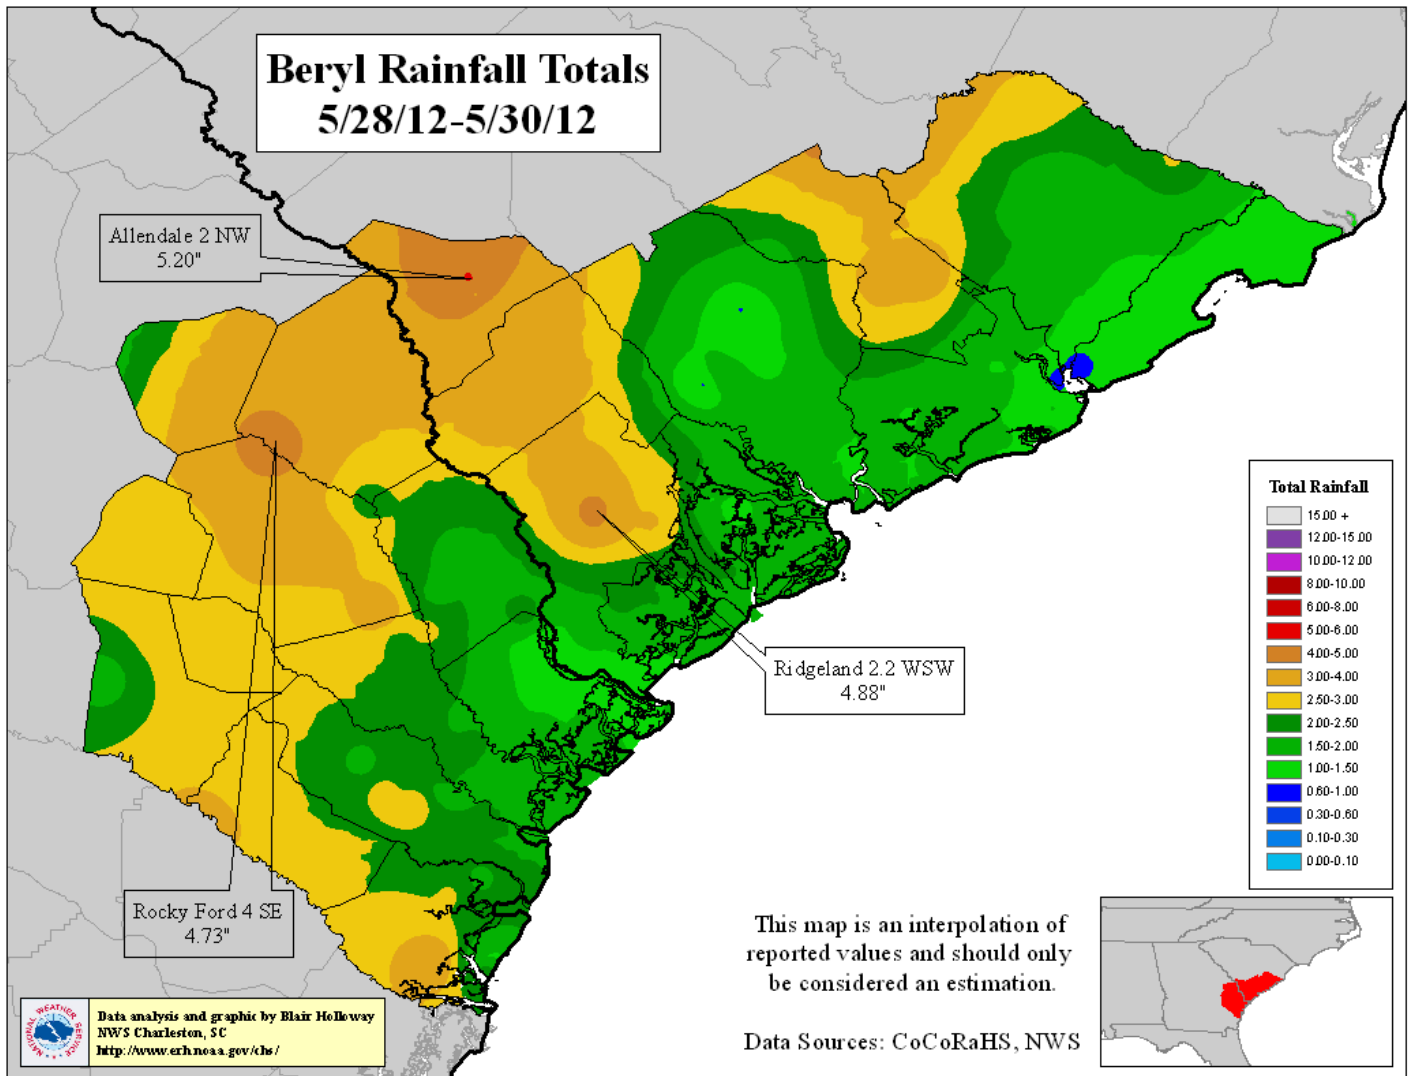 Beryl Rainfall Totals
5/28/12-5/30/12
Allendale 2 NW
5.20"
Ridgeland 2.2 WSW
4.88"
Rocky Ford 4 SE
4.73"
Total Rainfall
15.00 +
12.00-15.00
10.00-12.00
8.00-10.00
6.00-8.00
5.00-6.00
4.00-5.00
3.00-4.00
2.50-3.00
2.00-2.50
1.50-2.00
1.00-1.50
0.60-1.00
0.30-0.60
0.10-0.30
0.00-0.10
This map is an interpolation of
reported values and should only
be considered an estimation.
Data Sources: CoCoRaHS, NWS
NATIONAL WEATHER SERVICE
Data analysis and graphic by Blair Holloway
NWS Charleston, SC
http://www.erh.noaa.gov/chs/